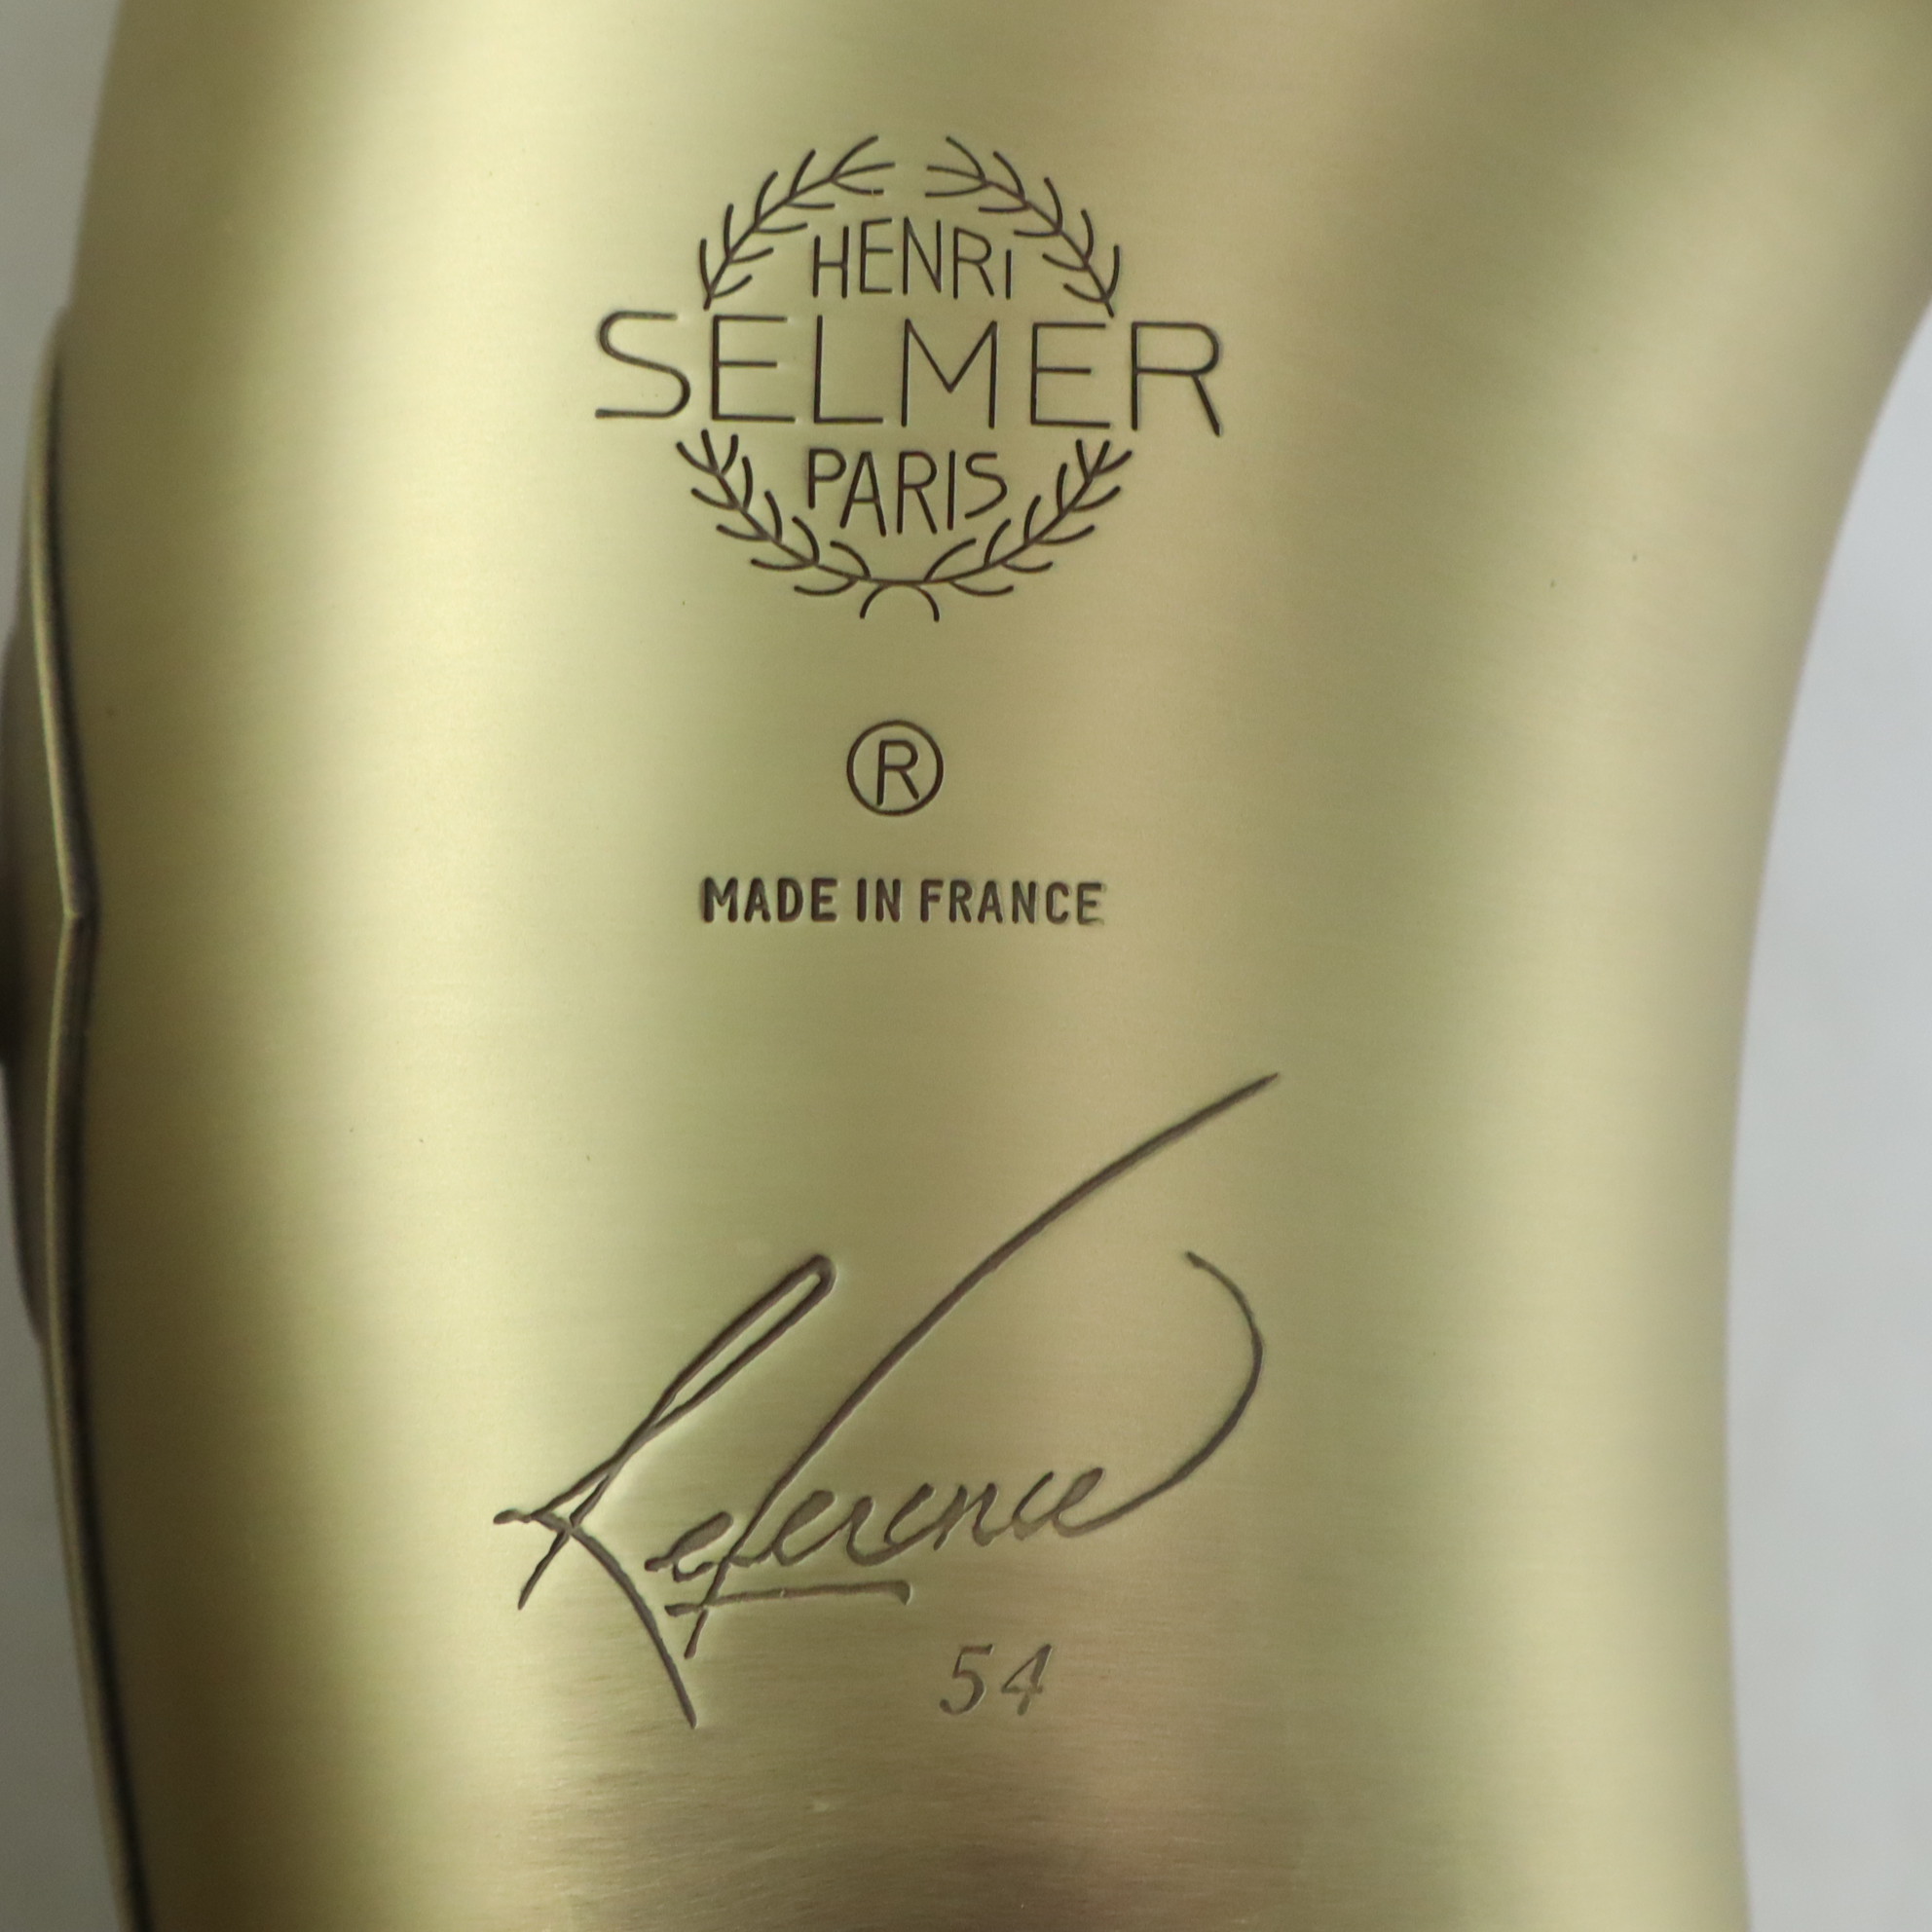 HENRI
SELMER
PARIS
®
MADE IN FRANCE
Reference
54